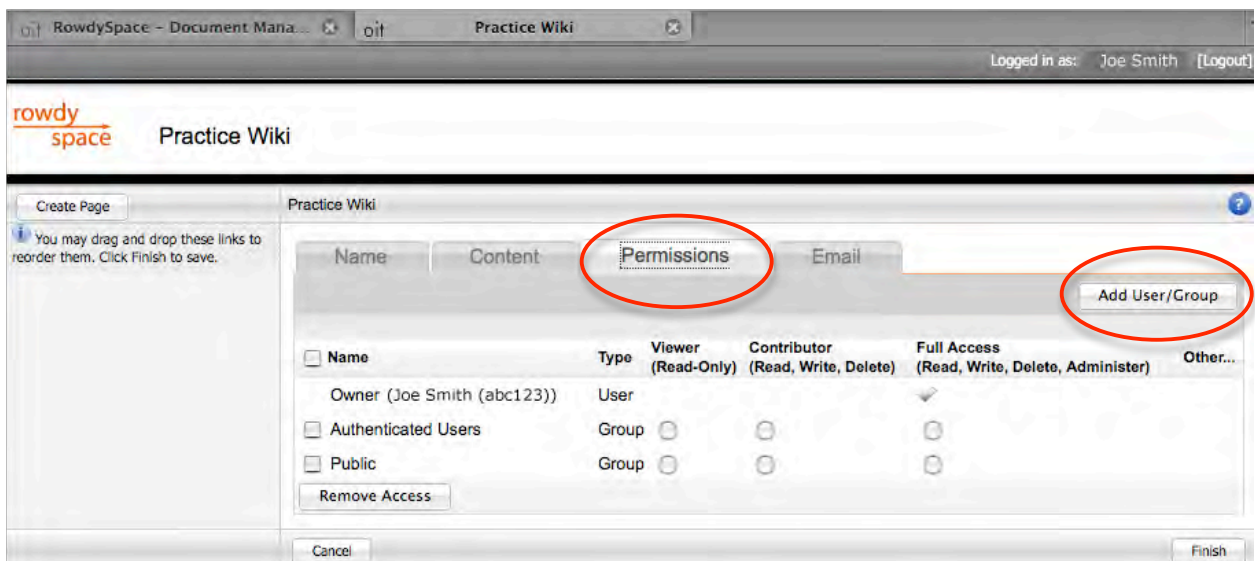 oit RowdySpace – Document Mana... oit Practice Wiki
Logged in as: Joe Smith [Logout]
rowdy
space
Practice Wiki
Create Page
Practice Wiki
?
i You may drag and drop these links to
reorder them. Click Finish to save.
Name Content Permissions Email
Add User/Group
Name Type Viewer (Read-Only) Contributor (Read, Write, Delete) Full Access (Read, Write, Delete, Administer) Other...
Owner (Joe Smith (abc123)) User
Authenticated Users Group
Public Group
Remove Access
Cancel Finish